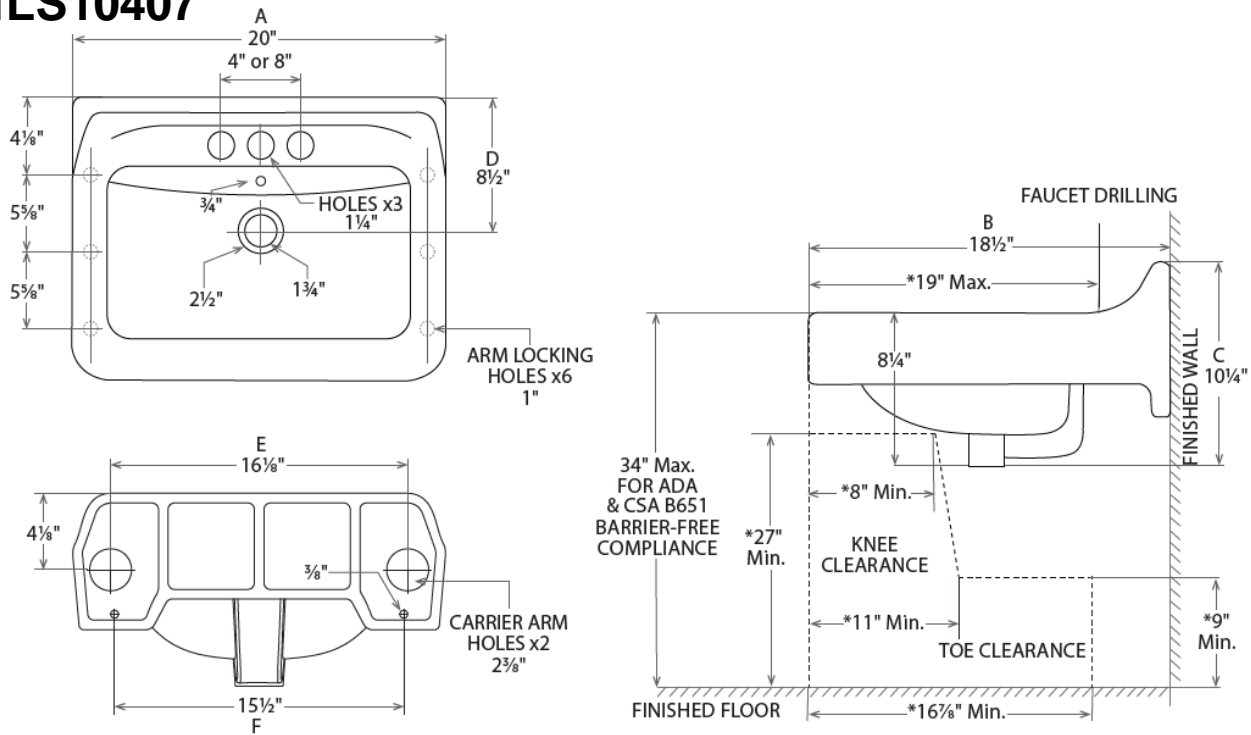 A
20"
4" or 8"
4⅛"
5⅝"
5⅝"
D
8½"
¾"
HOLES x3
1¼"
2½"
1¾"
ARM LOCKING
HOLES x6
1"
E
16⅛"
4⅛"
⅜"
CARRIER ARM
HOLES x2
2⅜"
15½"
F
FAUCET DRILLING
B
18½"
*19" Max.
8¼"
FINISHED WALL
C
10¼"
34" Max.
FOR ADA
& CSA B651
BARRIER-FREE
COMPLIANCE
*8" Min.
*27"
Min.
KNEE
CLEARANCE
*11" Min.
TOE CLEARANCE
*9"
Min.
FINISHED FLOOR
*16⅞" Min.